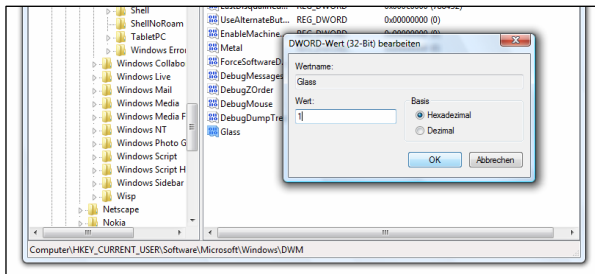 Shell
ShellNoRoam
TabletPC
Windows Error
Windows Collabo
Windows Live
Windows Mail
Windows Media
Windows Media F
Windows NT
Windows Photo G
Windows Script
Windows Script H
Windows Sidebar
Wisp
Netscape
Nokia
UseAlternateBut... REG_DWORD 0x00000000 (0)
EnableMachine...
Metal
ForceSoftwareD...
DebugMessages
DebugZOrder
DebugMouse
DebugDumpTre
Glass
DWORD-Wert (32-Bit) bearbeiten
Wertname:
Glass
Wert:
1
Basis
Hexadezimal
Dezimal
OK
Abbrechen
Computer\HKEY_CURRENT_USER\Software\Microsoft\Windows\DWM